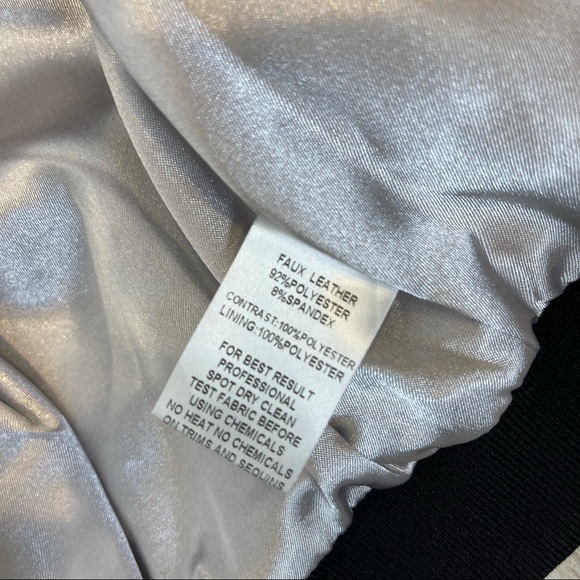 FAUX LEATHER
92%POLYESTER
8%SPANDEX
CONTRAST:100%POLYESTER
LINING:100%POLYESTER
FOR BEST RESULT
PROFESSIONAL
SPOT DRY CLEAN
TEST FABRIC BEFORE
USING CHEMICALS
NO HEAT NO CHEMICALS
ON TRIMS AND SEQUINS